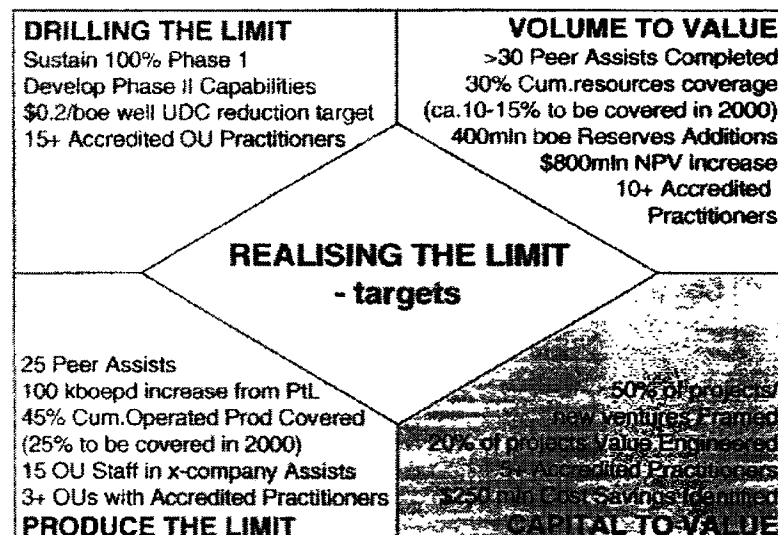 DRILLING THE LIMIT
Sustain 100% Phase 1
Develop Phase II Capabilities
$0.2/boe well UDC reduction target
15+ Accredited OU Practitioners
VOLUME TO VALUE
>30 Peer Assists Completed
30% Cum.resources coverage
(ca.10-15% to be covered in 2000)
400mln boe Reserves Additions
$800mln NPV Increase
10+ Accredited
Practitioners
REALISING THE LIMIT
- targets
25 Peer Assists
100 kboepd increase from PtL
45% Cum.Operated Prod Covered
(25% to be covered in 2000)
15 OU Staff in x-company Assists
3+ OUs with Accredited Practitioners
PRODUCE THE LIMIT
50% of projects/
new ventures Framed
20% of projects Value Engineered
5+ Accredited Practitioners
$250 mln Cost Savings Identified
CAPITAL TO VALUE